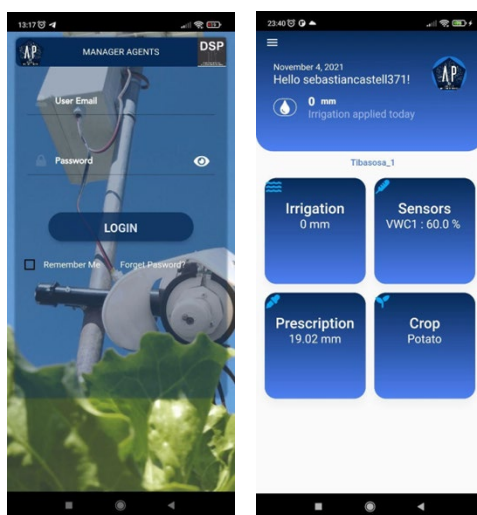 13:17
AP
MANAGER AGENTS
DSP
User Email
Password
LOGIN
Remember Me
Forget Pasword?
23:40
November 4, 2021
Hello sebastiancastell371!
AP
0 mm
Irrigation applied today
Tibasosa_1
Irrigation
0 mm
Sensors
VWC1 : 60.0 %
Prescription
19.02 mm
Crop
Potato